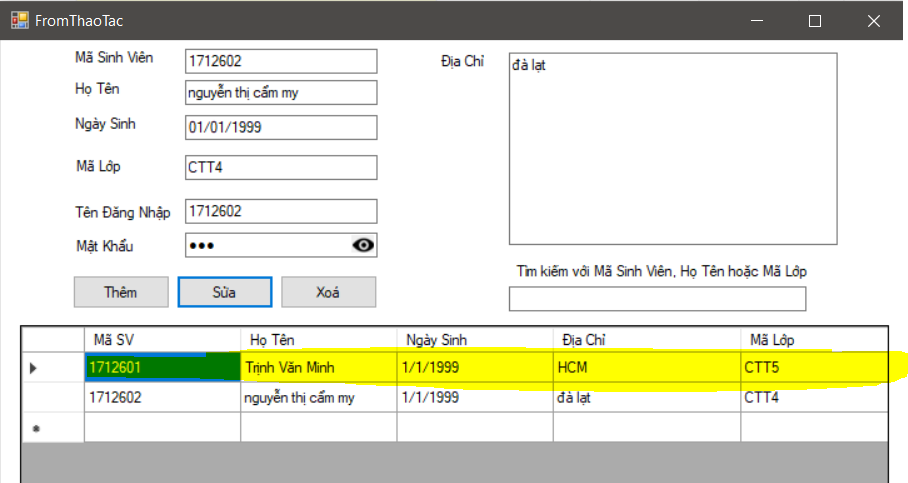 FromThaoTac
Mã Sinh Viên 1712602
Họ Tên nguyễn thị cẩm my
Ngày Sinh 01/01/1999
Mã Lớp CTT4
Tên Đăng Nhập 1712602
Mật Khẩu ●●●
Địa Chỉ đà lạt
Thêm Sửa Xoá
Tìm kiếm với Mã Sinh Viên, Họ Tên hoặc Mã Lớp
Mã SV Họ Tên Ngày Sinh Địa Chỉ Mã Lớp
1712601 Trịnh Văn Minh 1/1/1999 HCM CTT5
1712602 nguyễn thị cẩm my 1/1/1999 đà lạt CTT4